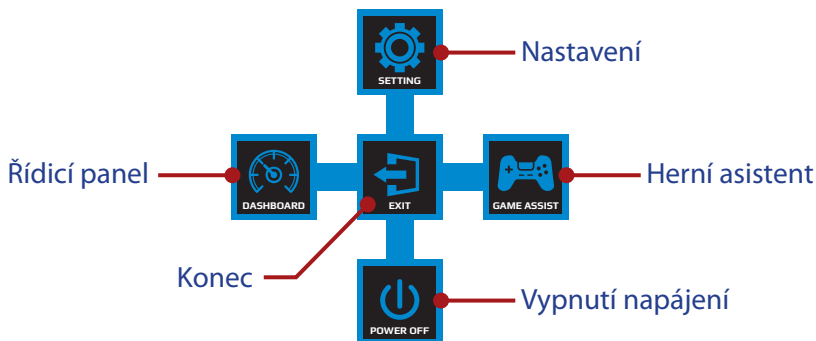 Nastavení
SETTING
Řídicí panel
DASHBOARD
EXIT
GAME ASSIST
Herní asistent
Konec
POWER OFF
Vypnutí napájení